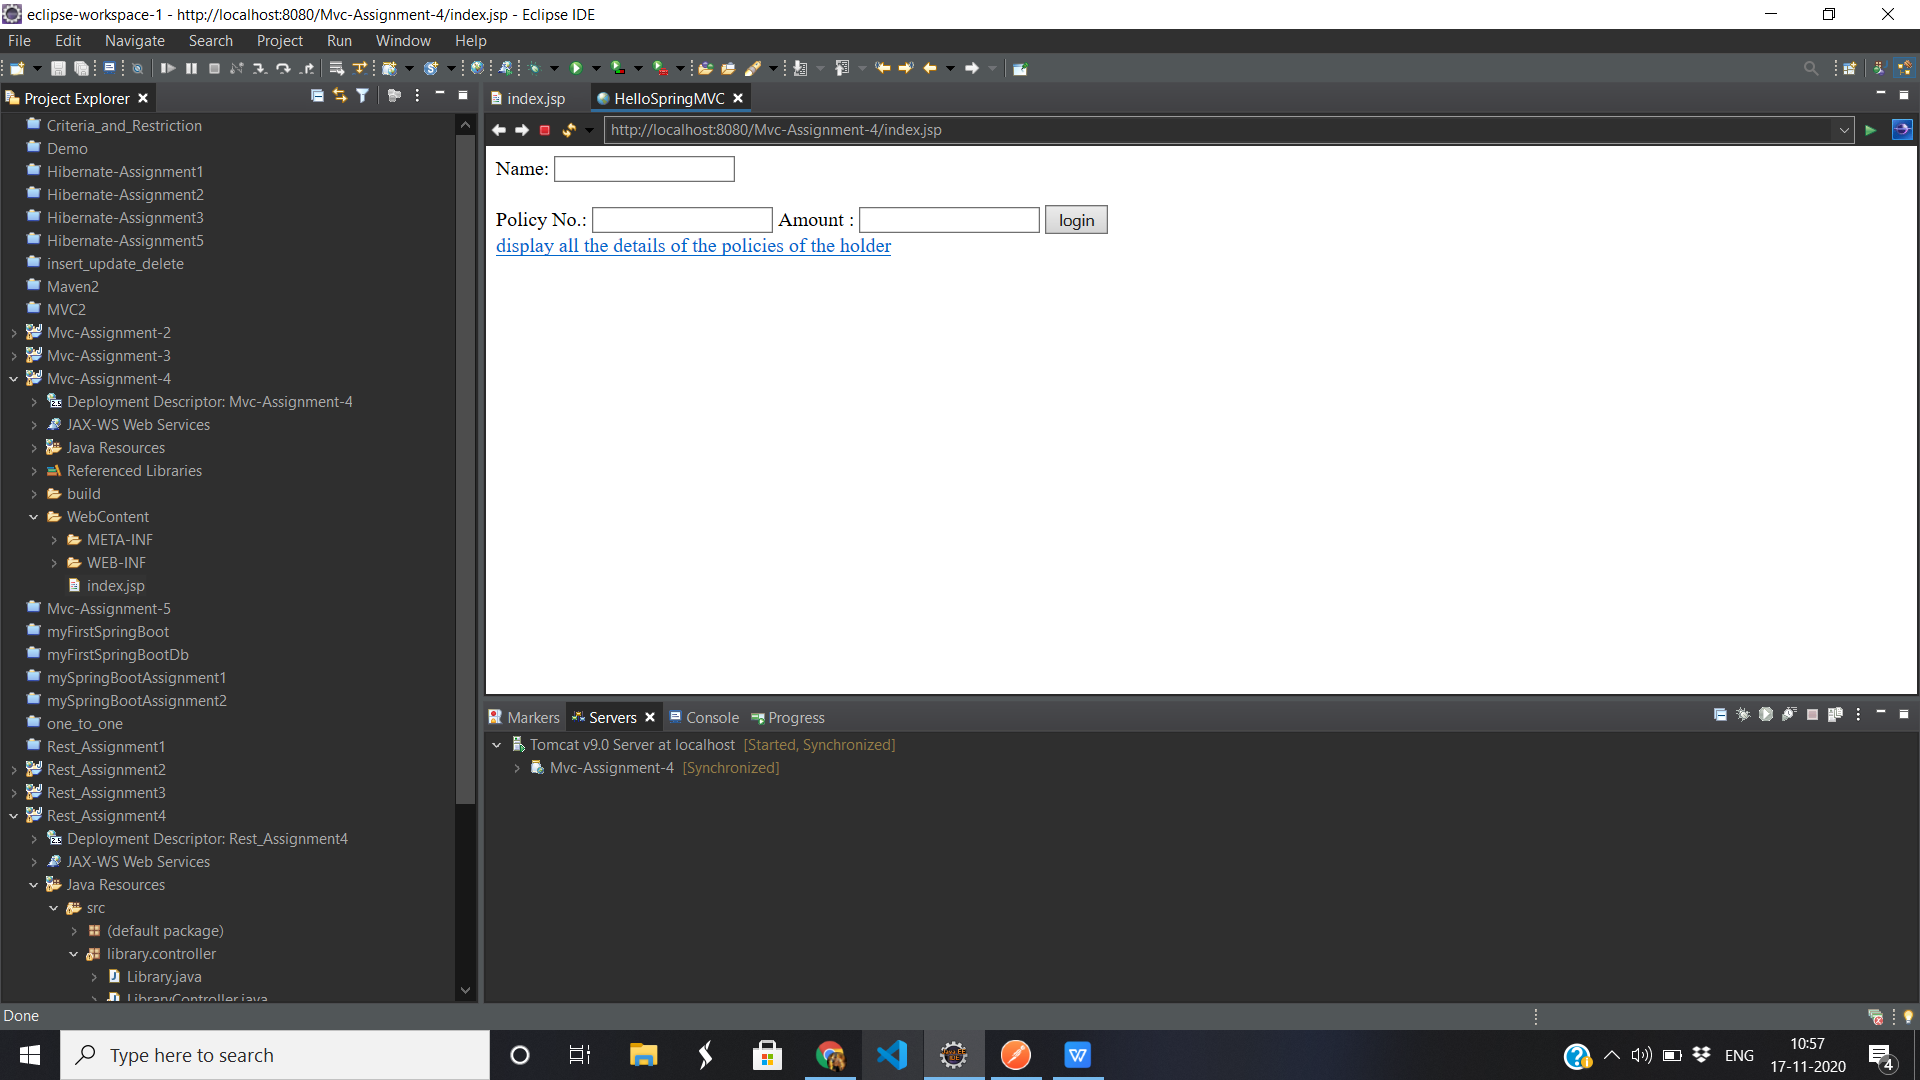 eclipse-workspace-1 - http://localhost:8080/Mvc-Assignment-4/index.jsp - Eclipse IDE
File Edit Navigate Search Project Run Window Help
Project Explorer
Criteria_and_Restriction
Demo
Hibernate-Assignment1
Hibernate-Assignment2
Hibernate-Assignment3
Hibernate-Assignment5
insert_update_delete
Maven2
MVC2
Mvc-Assignment-2
Mvc-Assignment-3
Mvc-Assignment-4
Deployment Descriptor: Mvc-Assignment-4
JAX-WS Web Services
Java Resources
Referenced Libraries
build
WebContent
META-INF
WEB-INF
index.jsp
Mvc-Assignment-5
myFirstSpringBoot
myFirstSpringBootDb
mySpringBootAssignment1
mySpringBootAssignment2
one_to_one
Rest_Assignment1
Rest_Assignment2
Rest_Assignment3
Rest_Assignment4
Deployment Descriptor: Rest_Assignment4
JAX-WS Web Services
Java Resources
src
(default package)
library.controller
Library.java
LibraryController.java
index.jsp HelloSpringMVC
http://localhost:8080/Mvc-Assignment-4/index.jsp
Name:
Policy No.: Amount : login
display all the details of the policies of the holder
Markers Servers Console Progress
Tomcat v9.0 Server at localhost [Started, Synchronized]
Mvc-Assignment-4 [Synchronized]
Done
Type here to search
ENG
10:57
17-11-2020
4